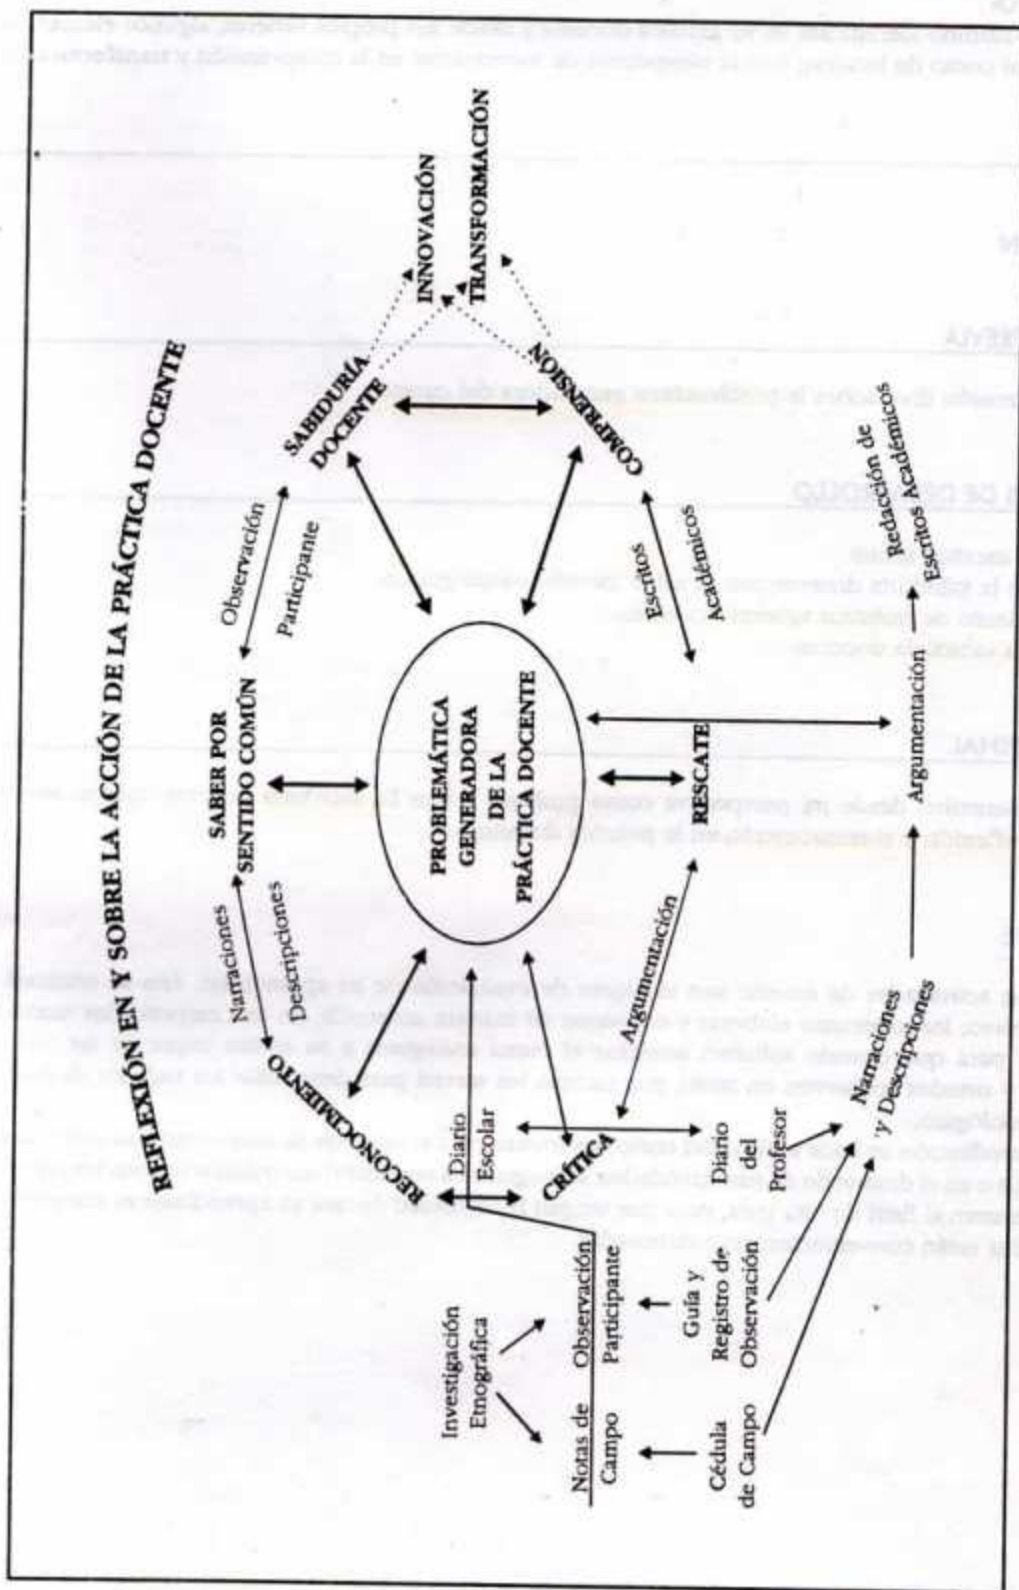 REFLEXIÓN EN Y SOBRE LA ACCIÓN DE LA PRÁCTICA DOCENTE
SABER POR
SENTIDO COMÚN
Narraciones
Descripciones
Observación
Participante
RECONOCIMIENTO
SABIDURÍA
DOCENTE
INNOVACIÓN
TRANSFORMACIÓN
PROBLEMÁTICA
GENERADORA
DE LA
PRÁCTICA DOCENTE
COMPRENSIÓN
Diario
Escolar
CRÍTICA
Argumentación
RESCATE
Escritos
Académicos
Investigación
Etnográfica
Notas de
Campo
Observación
Participante
Cédula
de Campo
Guía y
Registro de
Observación
Diario
del
Profesor
Narraciones
y Descripciones
Argumentación
Redacción de
Escritos Académicos